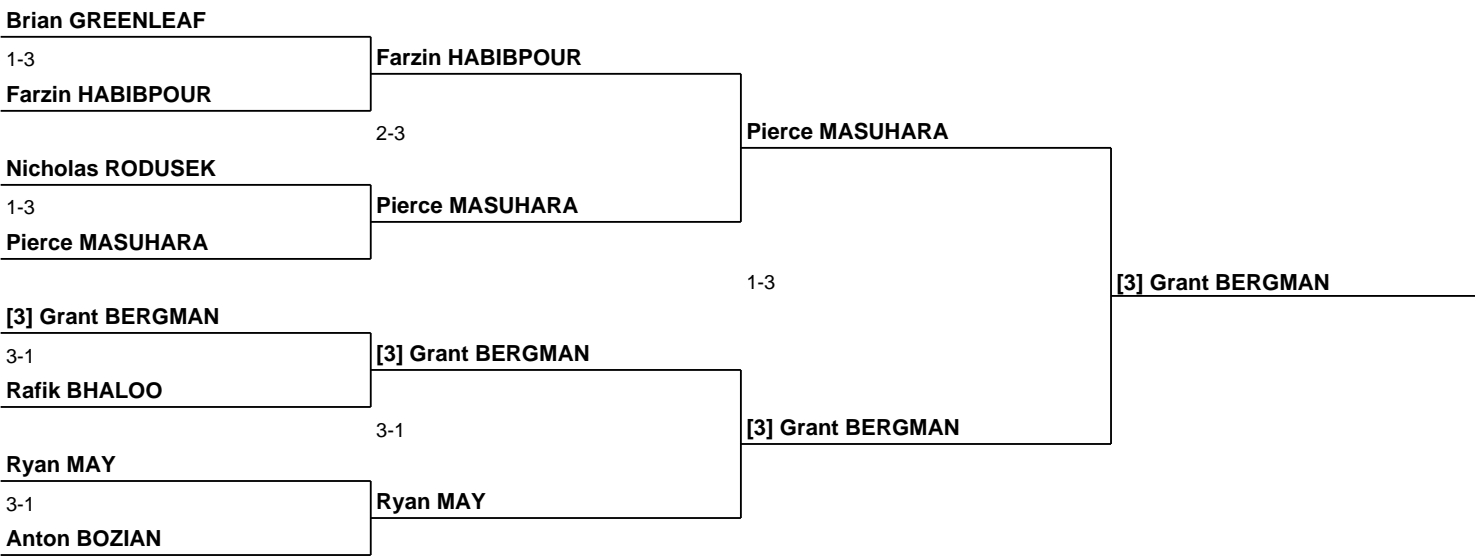 Brian GREENLEAF
1-3
Farzin HABIBPOUR
Farzin HABIBPOUR
2-3
Pierce MASUHARA
Nicholas RODUSEK
1-3
Pierce MASUHARA
Pierce MASUHARA
1-3
[3] Grant BERGMAN
[3] Grant BERGMAN
3-1
[3] Grant BERGMAN
Rafik BHALOO
3-1
[3] Grant BERGMAN
Ryan MAY
3-1
Ryan MAY
Anton BOZIAN